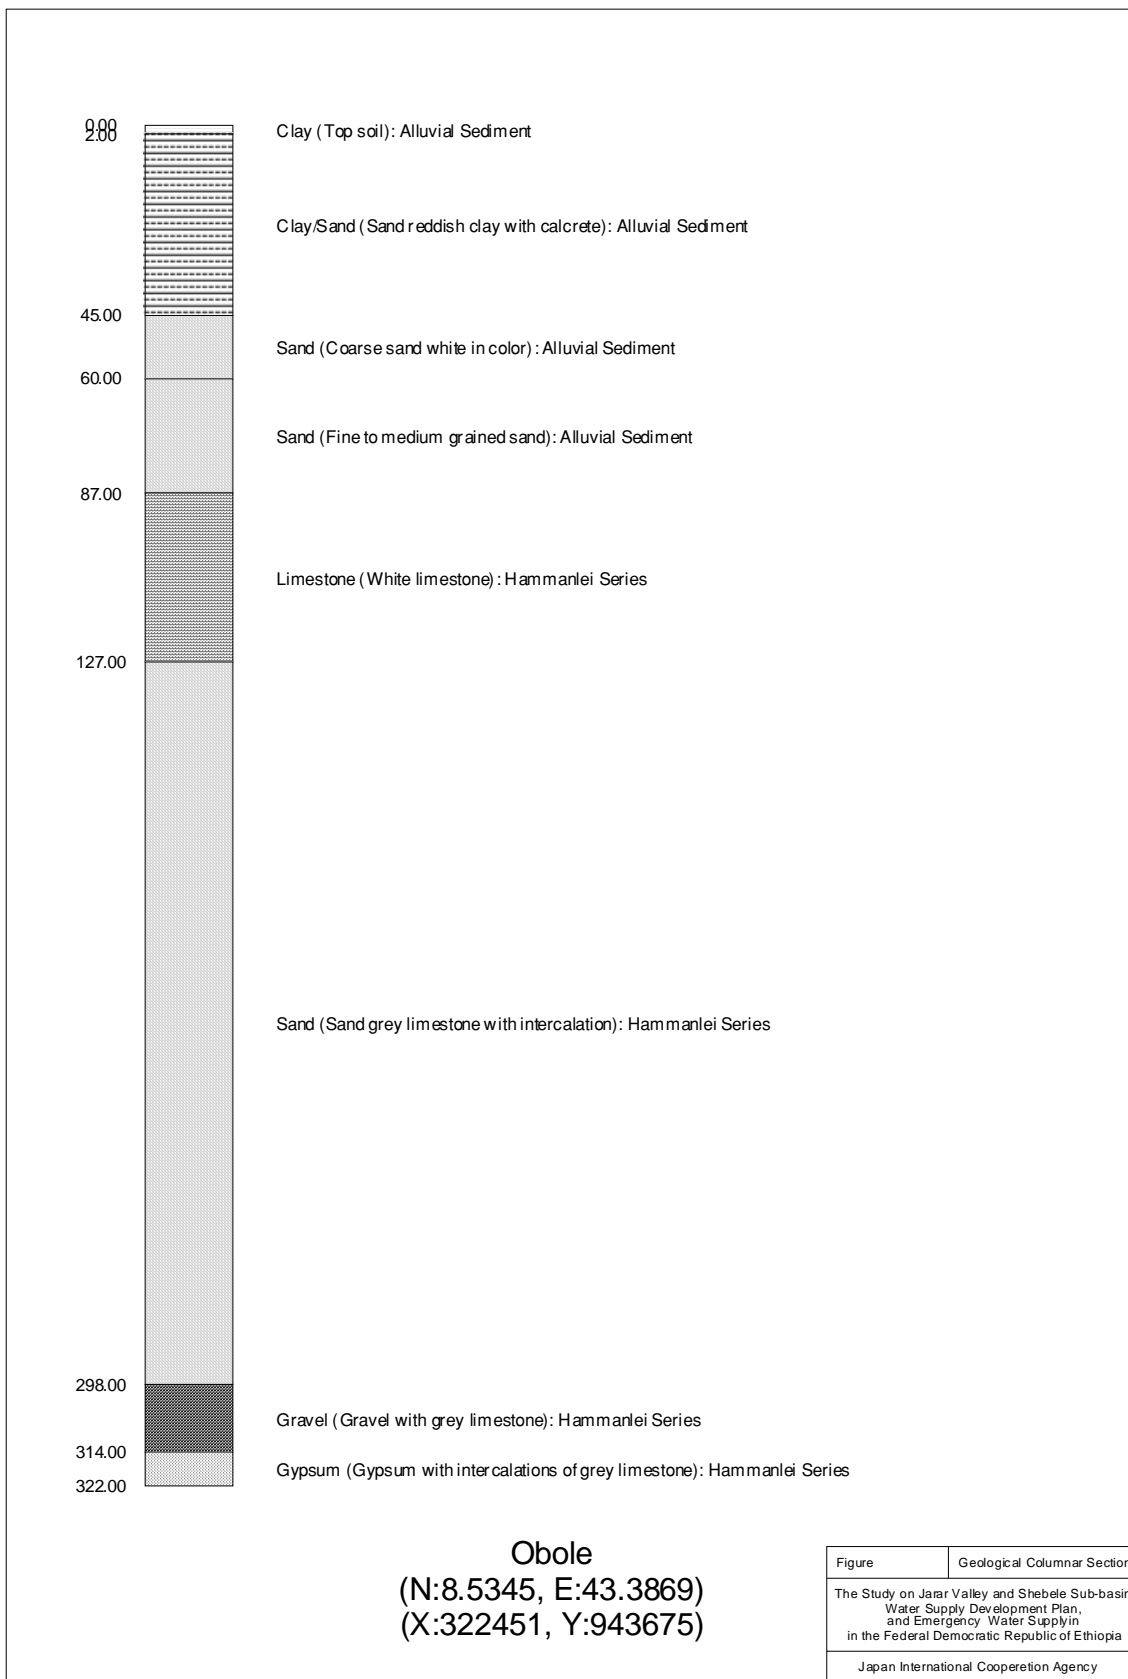 0.00
2.00
Clay (Top soil): Alluvial Sediment
Clay/Sand (Sand reddish clay with calcrete): Alluvial Sediment
45.00
Sand (Coarse sand white in color): Alluvial Sediment
60.00
Sand (Fine to medium grained sand): Alluvial Sediment
87.00
Limestone (White limestone): Hammanlei Series
127.00
Sand (Sand grey limestone with intercalation): Hammanlei Series
298.00
Gravel (Gravel with grey limestone): Hammanlei Series
314.00
Gypsum (Gypsum with intercalations of grey limestone): Hammanlei Series
322.00
Obole
(N:8.5345, E:43.3869)
(X:322451, Y:943675)
Figure
Geological Columnar Section
The Study on Jarar Valley and Shebele Sub-basin
Water Supply Development Plan,
and Emergency Water Supplyin
in the Federal Democratic Republic of Ethiopia
Japan International Cooperetion Agency